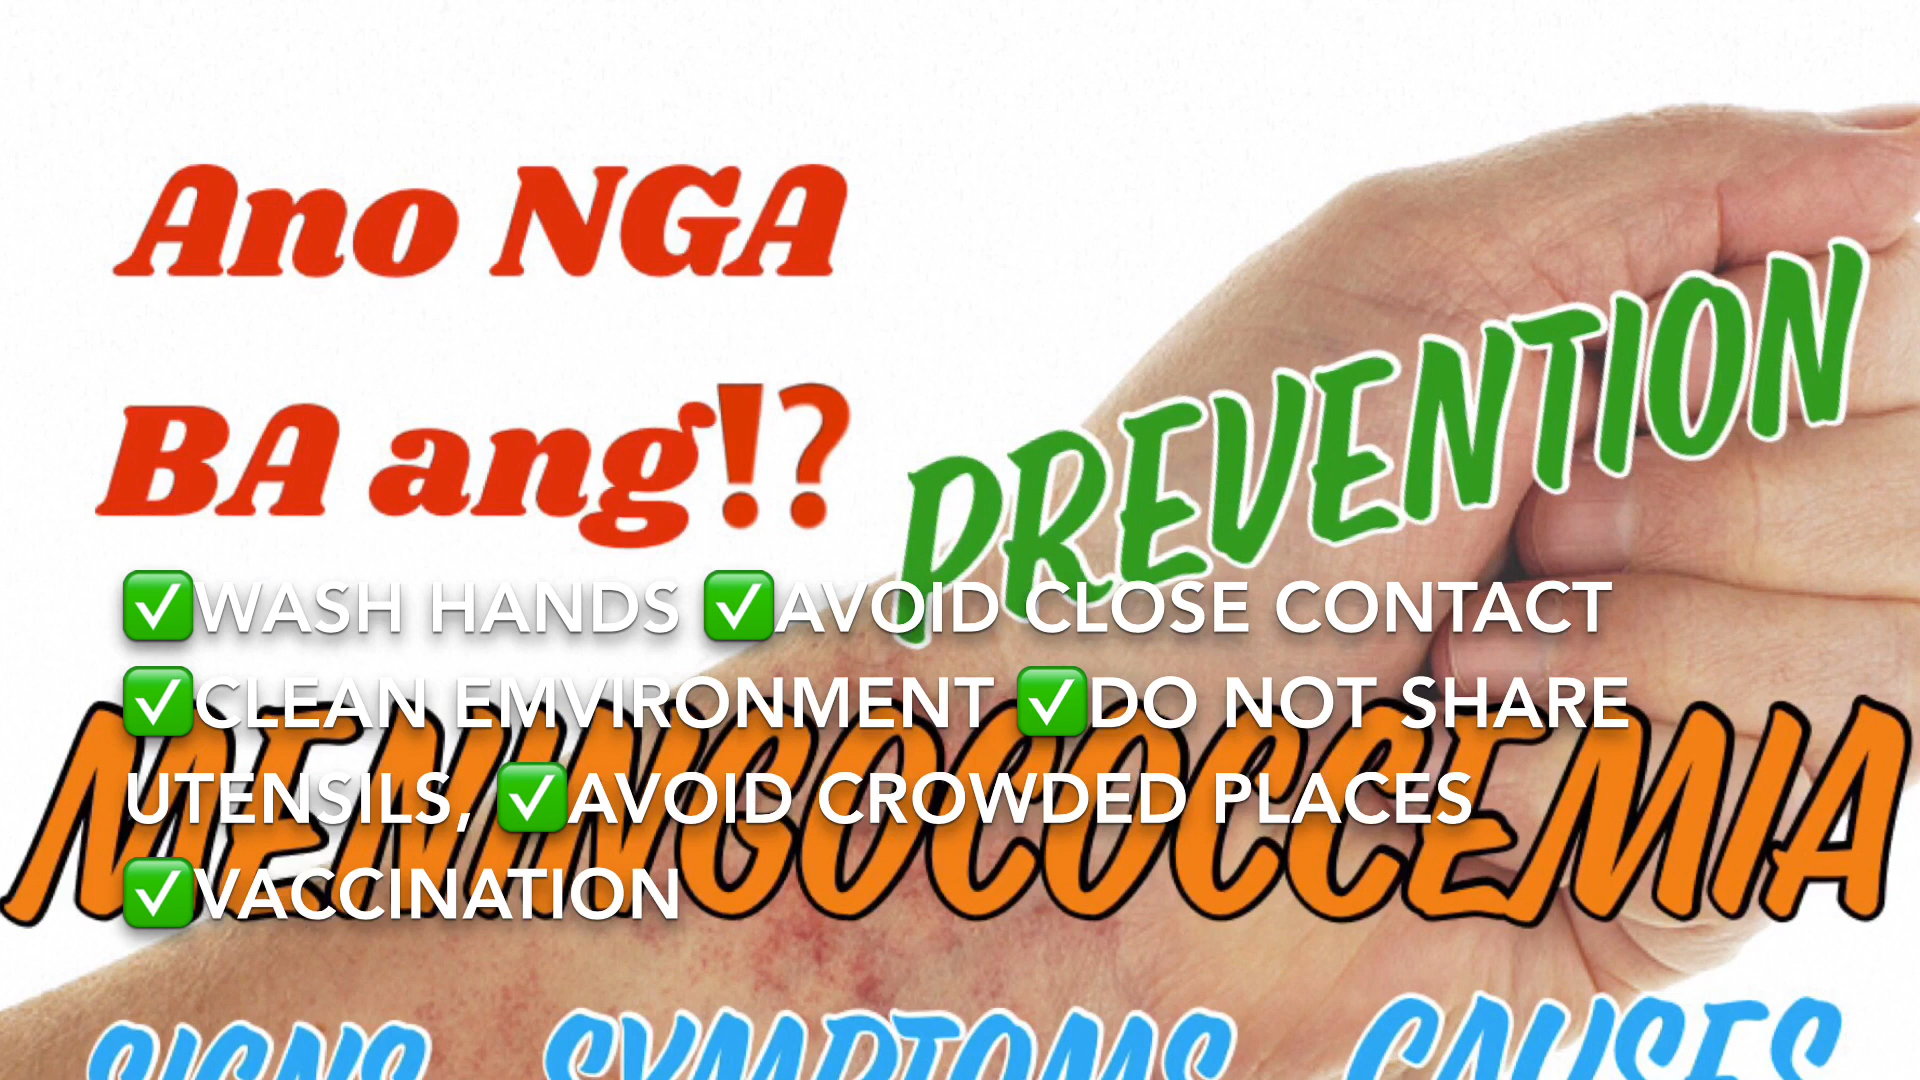 Ano NGA
BA ang⁉
PREVENTION
✅WASH HANDS ✅AVOID CLOSE CONTACT
✅CLEAN EMVIRONMENT ✅DO NOT SHARE
UTENSILS, ✅AVOID CROWDED PLACES
✅VACCINATION
MENINGOCOCCEMIA
SIGNS SYMPTOMS CAUSES